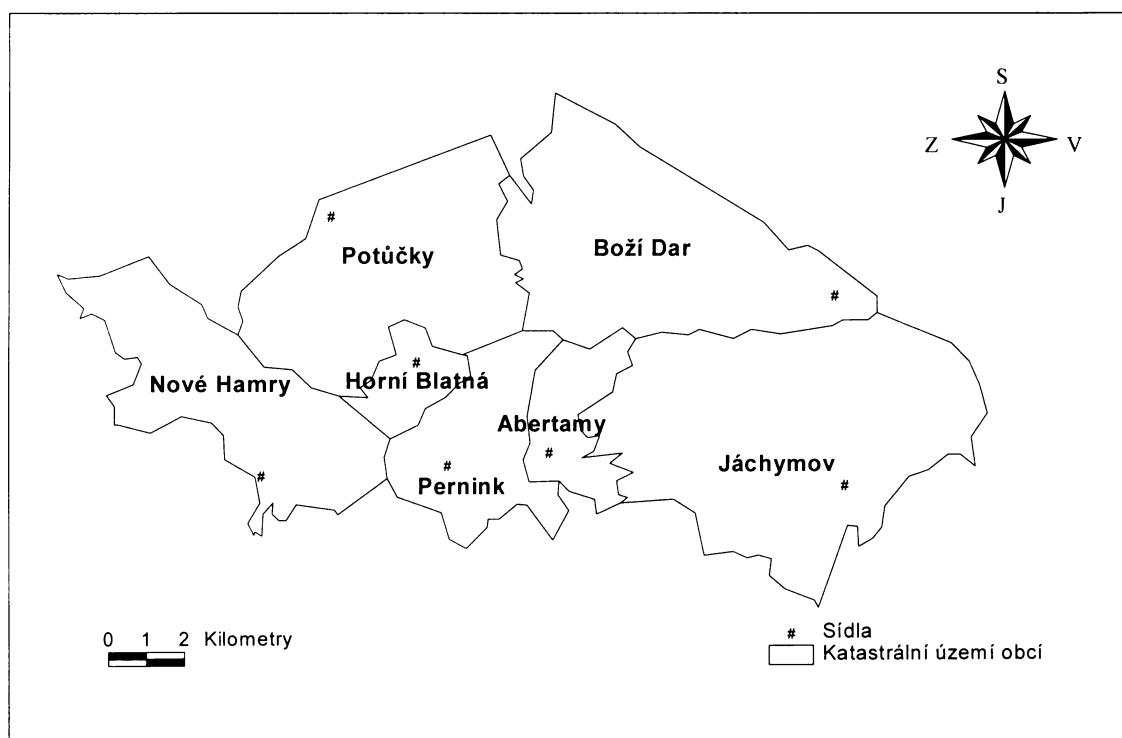 S
Z V
J
Boží Dar
Potůčky
Nové Hamry
Horní Blatná
Abertamy
Jáchymov
Pernink
0 1 2 Kilometry
# Sídla
Katastrální území obcí